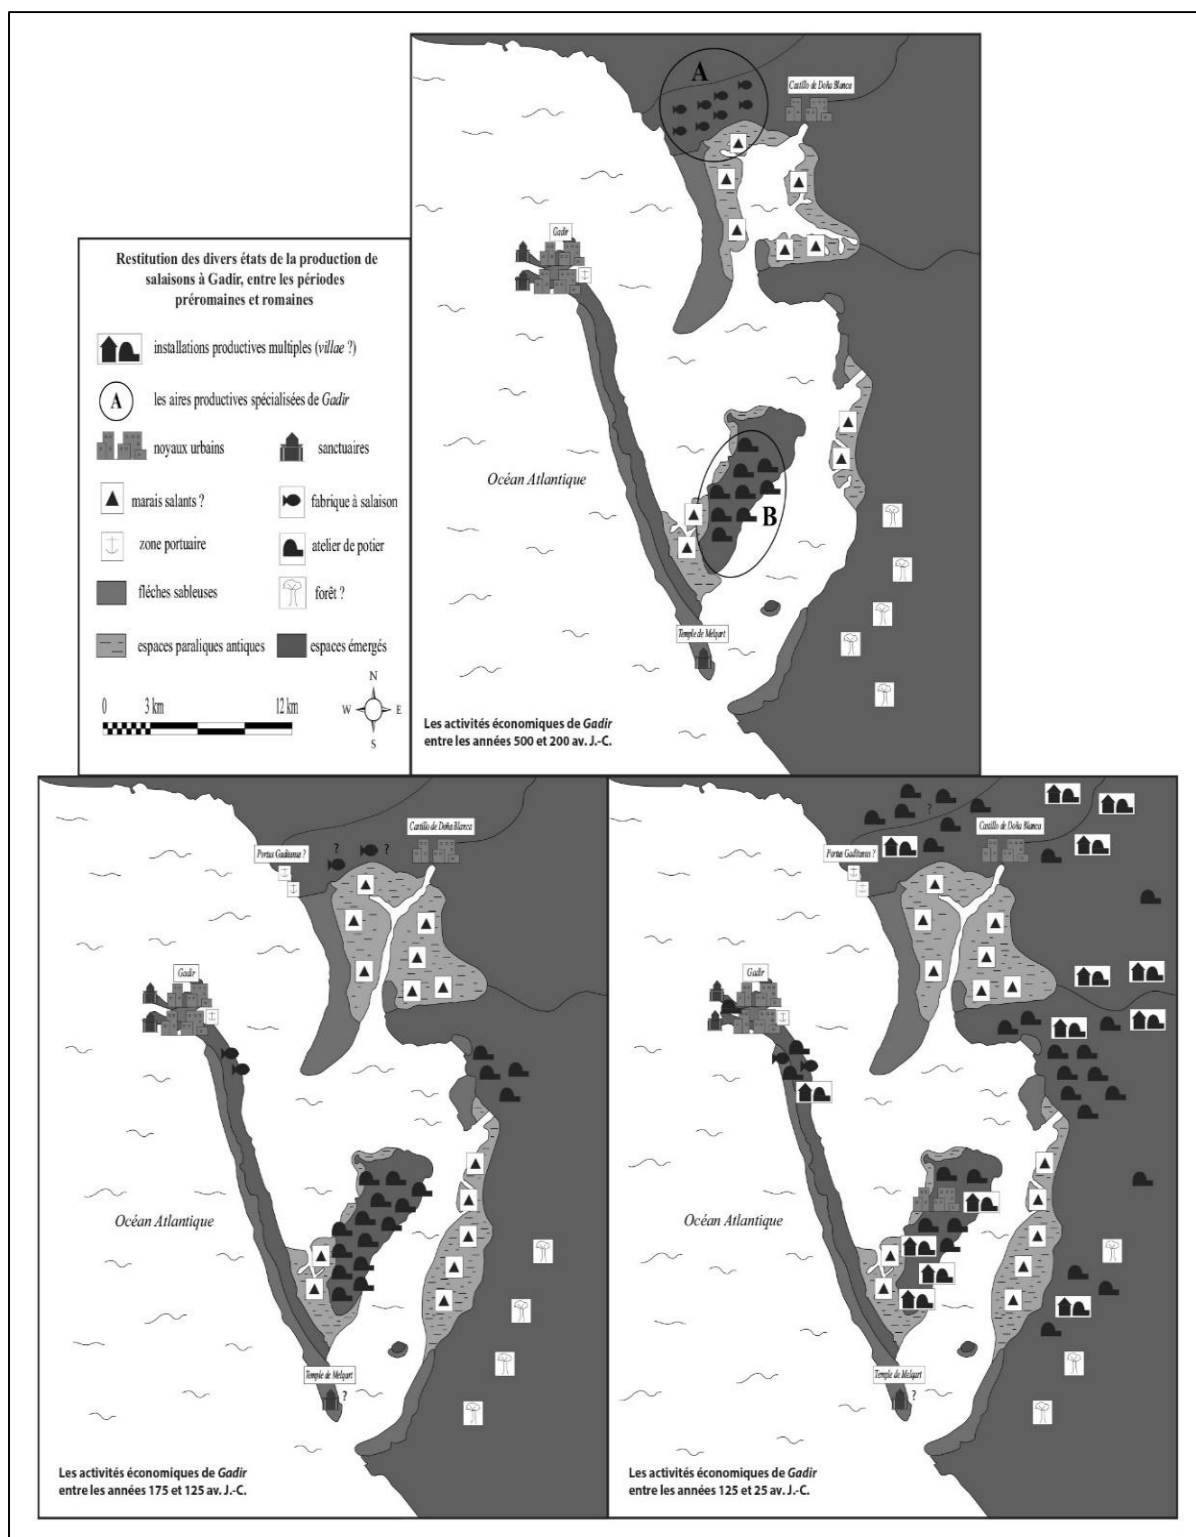 A
Castillo de Doña Blanca
Gadir
Restitution des divers états de la production de
salaisons à Gadir, entre les périodes
préromaines et romaines
installations productives multiples (villae ?)
A
les aires productives spécialisées de Gadir
noyaux urbains
sanctuaires
marais salants ?
fabrique à salaison
zone portuaire
atelier de potier
fléches sableuses
forêt ?
espaces paraliques antiques
espaces émergés
0 3 km 12 km
N
W E
S
Océan Atlantique
B
Temple de Melqart
Les activités économiques de Gadir
entre les années 500 et 200 av. J.-C.
Castillo de Doña Blanca
Portus Gaditanus ?
? ?
Gadir
Océan Atlantique
Temple de Melqart
?
Les activités économiques de Gadir
entre les années 175 et 125 av. J.-C.
?
Castillo de Doña Blanca
Portus Gaditanus ?
Gadir
Océan Atlantique
Temple de Melqart
?
Les activités économiques de Gadir
entre les années 125 et 25 av. J.-C.